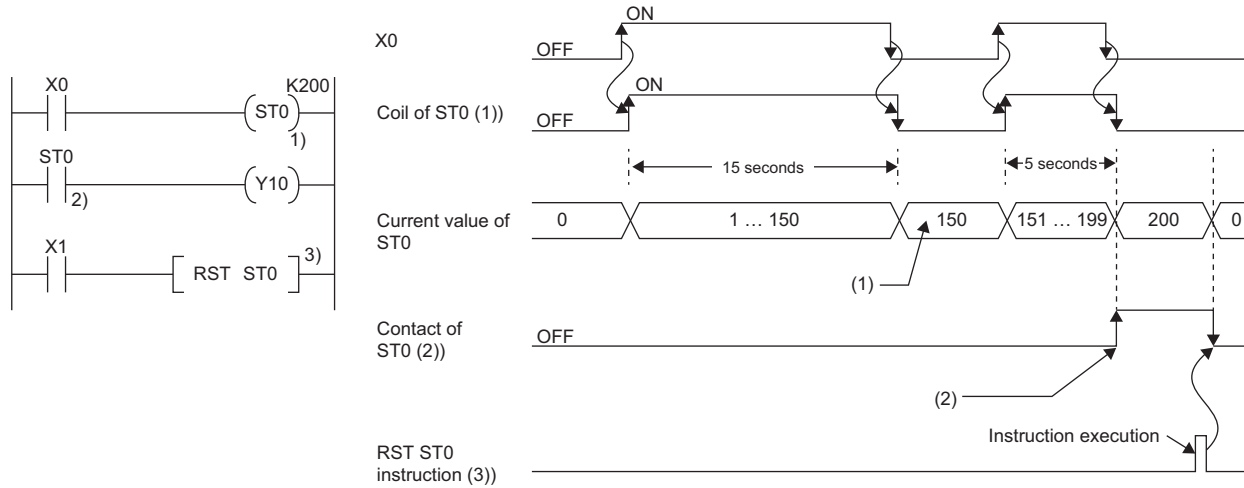 X0
K200
ST0
1)
ST0
2)
Y10
X1
3)
RST ST0
X0
OFF
ON
Coil of ST0 (1))
OFF
ON
15 seconds
5 seconds
Current value of
ST0
0
1 … 150
150
151 … 199
200
0
(1)
Contact of
ST0 (2))
OFF
(2)
RST ST0
instruction (3))
Instruction execution